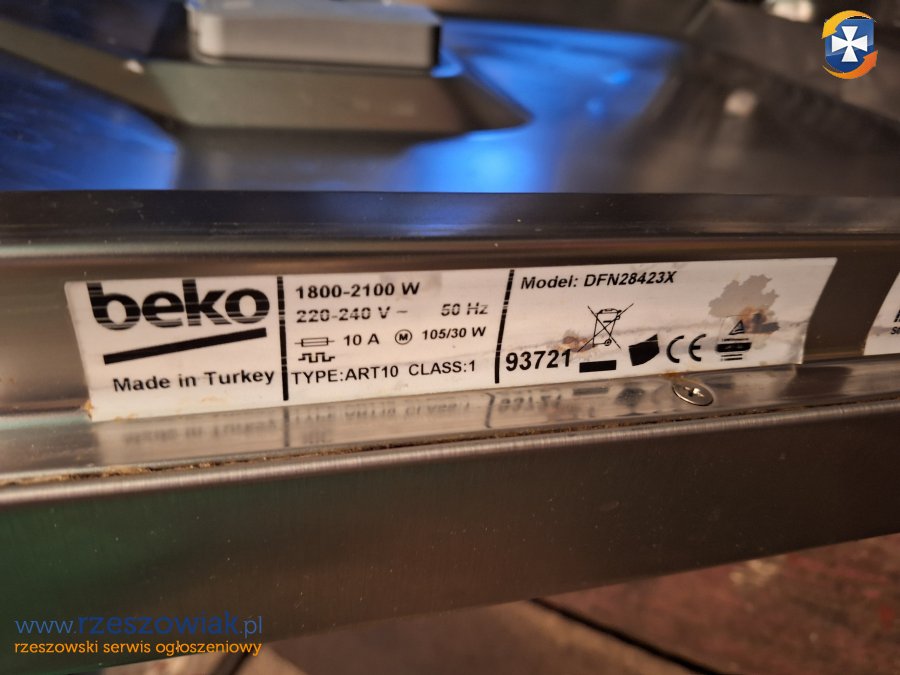 beko
Made in Turkey
1800-2100 W
220-240 V ~ 50 Hz
10 A M 105/30 W
TYPE:ART10 CLASS:1
Model: DFN28423X
93721
CE
www.rzeszowiak.pl
rzeszowski serwis ogłoszeniowy